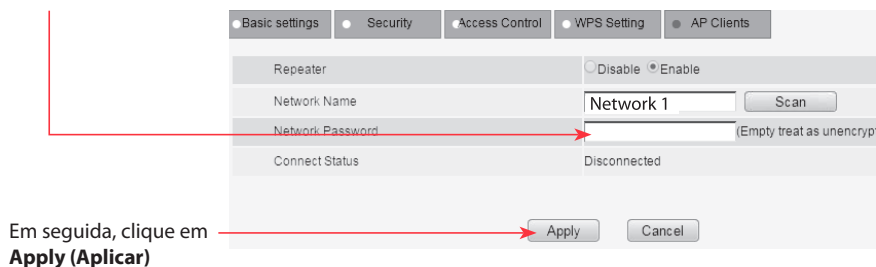 Basic settings Security Access Control WPS Setting AP Clients
Repeater Disable Enable
Network Name Network 1 Scan
Network Password (Empty treat as unencryp
Connect Status Disconnected
Em seguida, clique em
Apply (Aplicar)
Apply Cancel